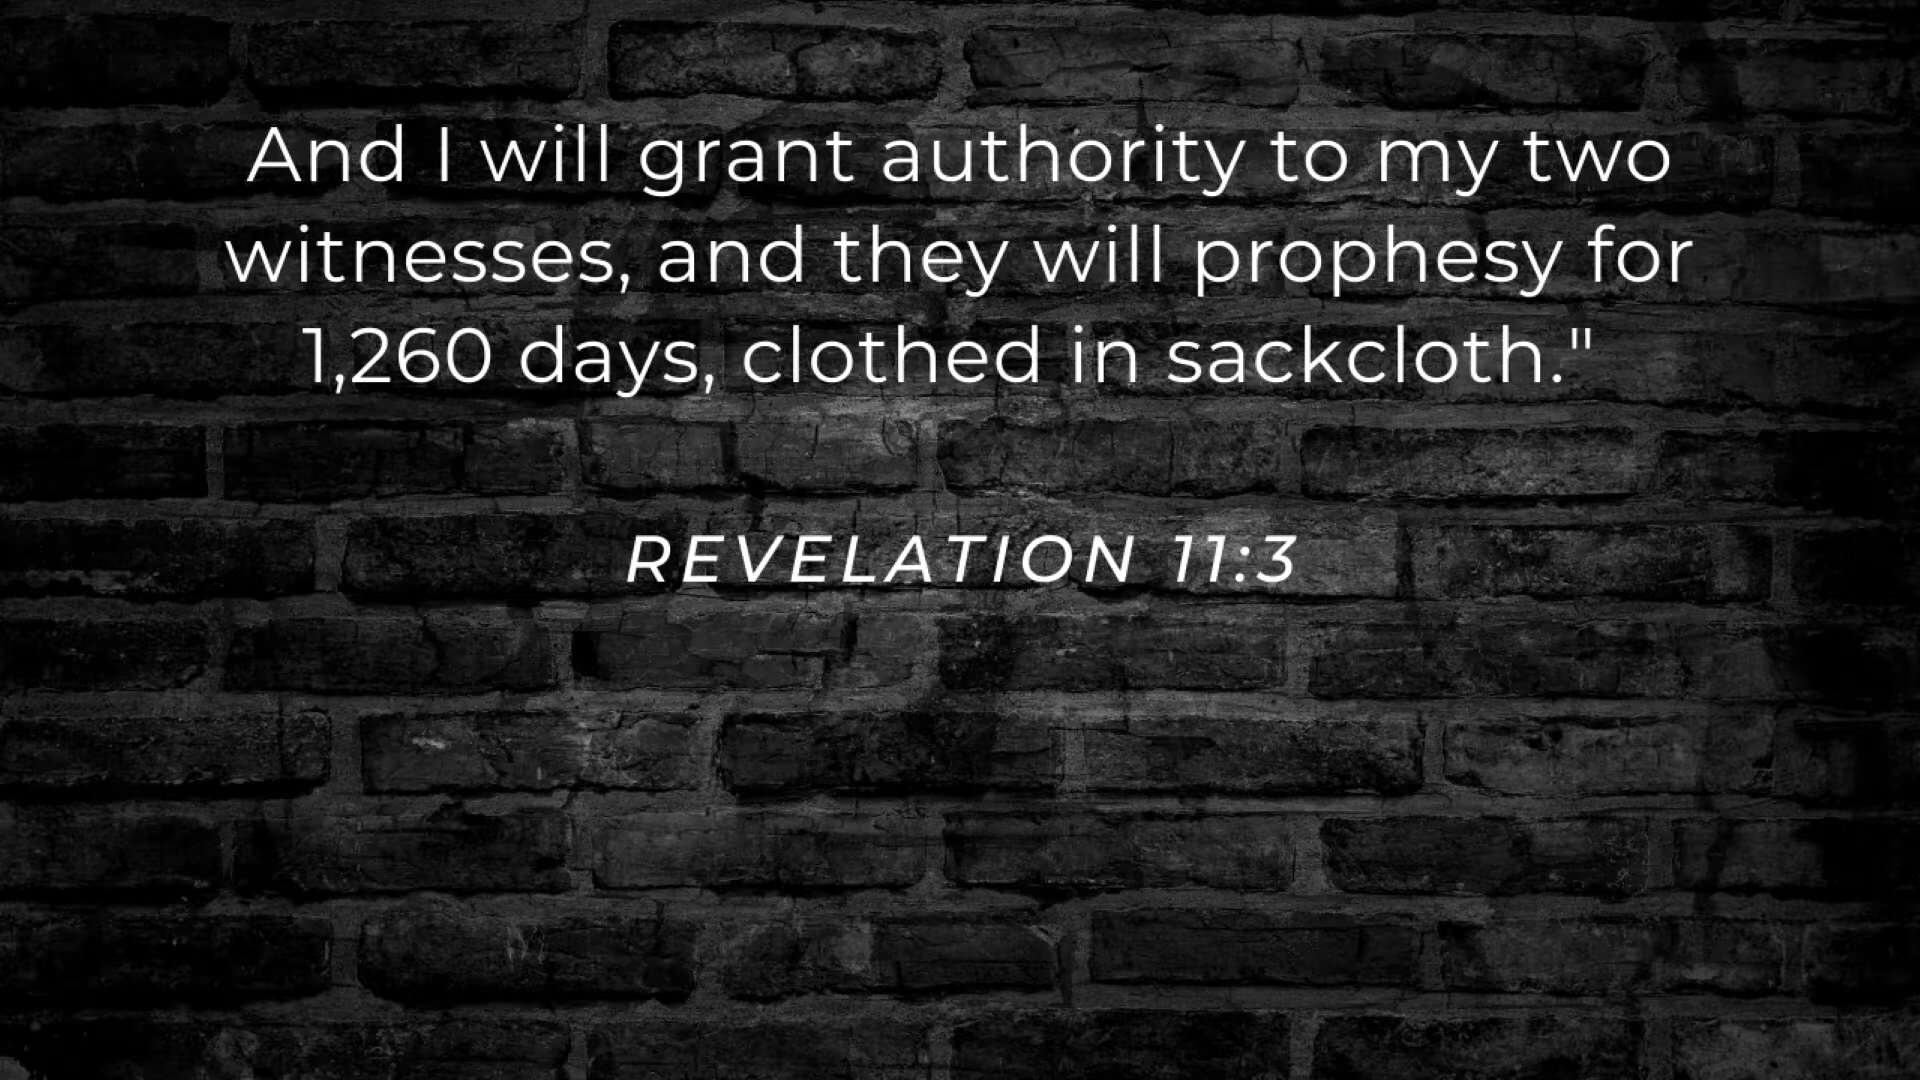 And I will grant authority to my two
witnesses, and they will prophesy for
1,260 days, clothed in sackcloth."
REVELATION 11:3